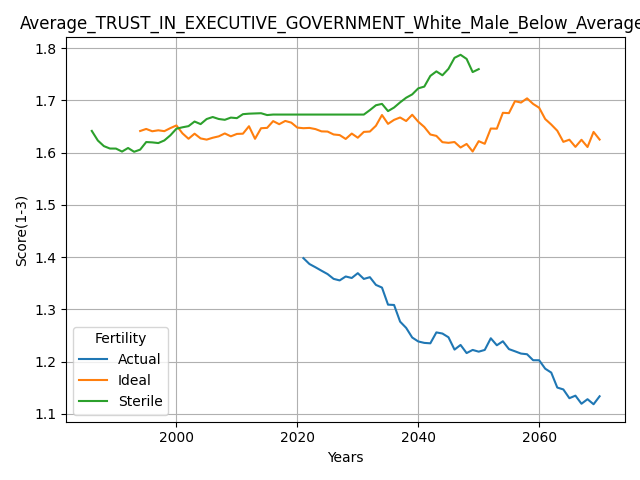 Average_TRUST_IN_EXECUTIVE_GOVERNMENT_White_Male_Below_Average
1.8
1.7
1.6
1.5
1.4
1.3
1.2
1.1
Score(1-3)
Fertility
Actual
Ideal
Sterile
2000 2020 2040 2060
Years